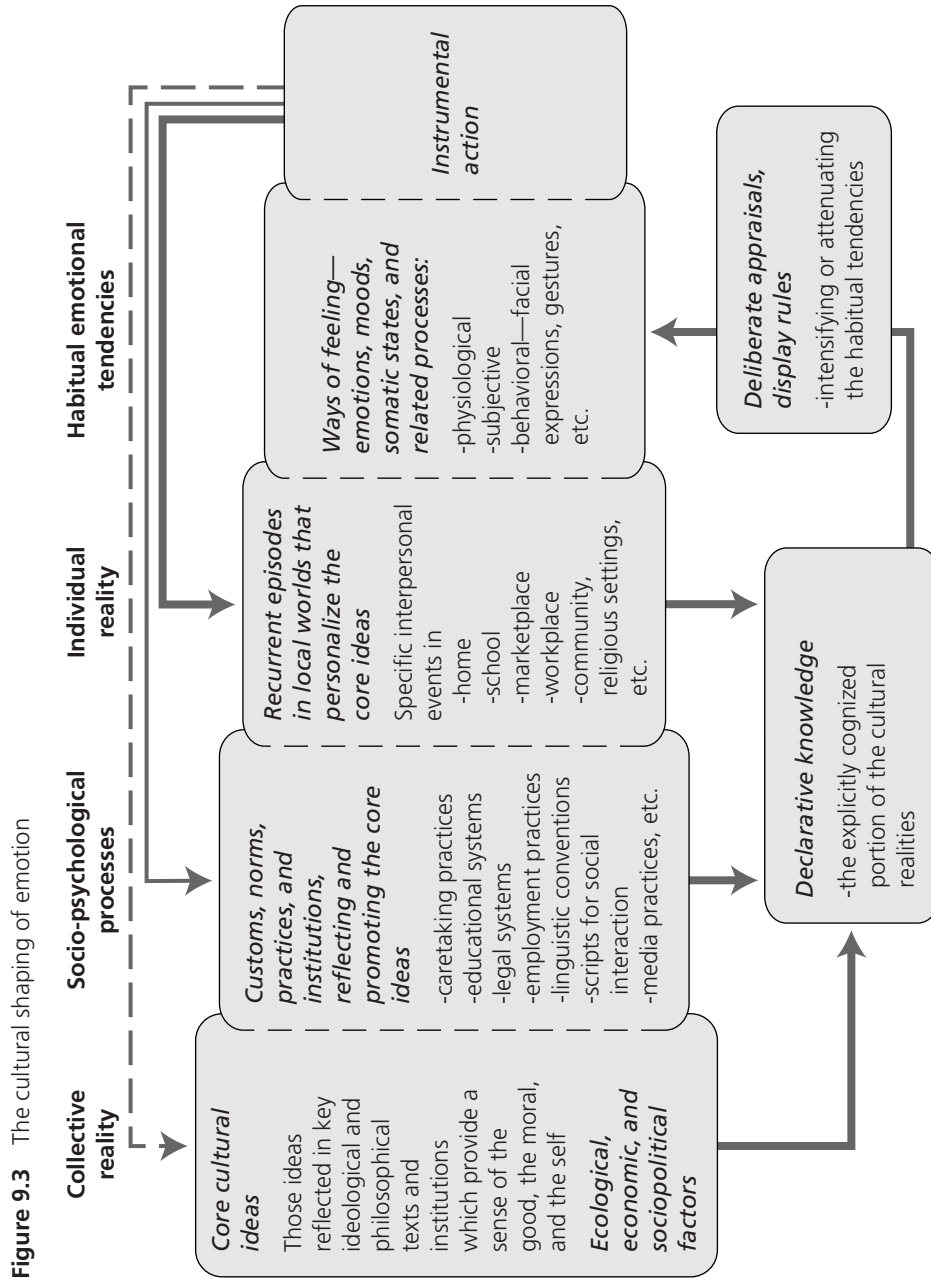 Figure 9.3 The cultural shaping of emotion
Collective
reality
Socio-psychological
processes
Individual
reality
Habitual emotional
tendencies
Core cultural
ideas
Those ideas
reflected in key
ideological and
philosophical
texts and
institutions
which provide a
sense of the
good, the moral,
and the self
Ecological,
economic, and
sociopolitical
factors
Customs, norms,
practices, and
institutions,
reflecting and
promoting the core
ideas
-caretaking practices
-educational systems
-legal systems
-employment practices
-linguistic conventions
-scripts for social
interaction
-media practices, etc.
Recurrent episodes
in local worlds that
personalize the
core ideas
Specific interpersonal
events in
-home
-school
-marketplace
-workplace
-community,
religious settings,
etc.
Ways of feeling—
emotions, moods,
somatic states, and
related processes:
-physiological
-subjective
-behavioral—facial
expressions, gestures,
etc.
Instrumental
action
Declarative knowledge
-the explicitly cognized
portion of the cultural
realities
Deliberate appraisals,
display rules
-intensifying or attenuating
the habitual tendencies